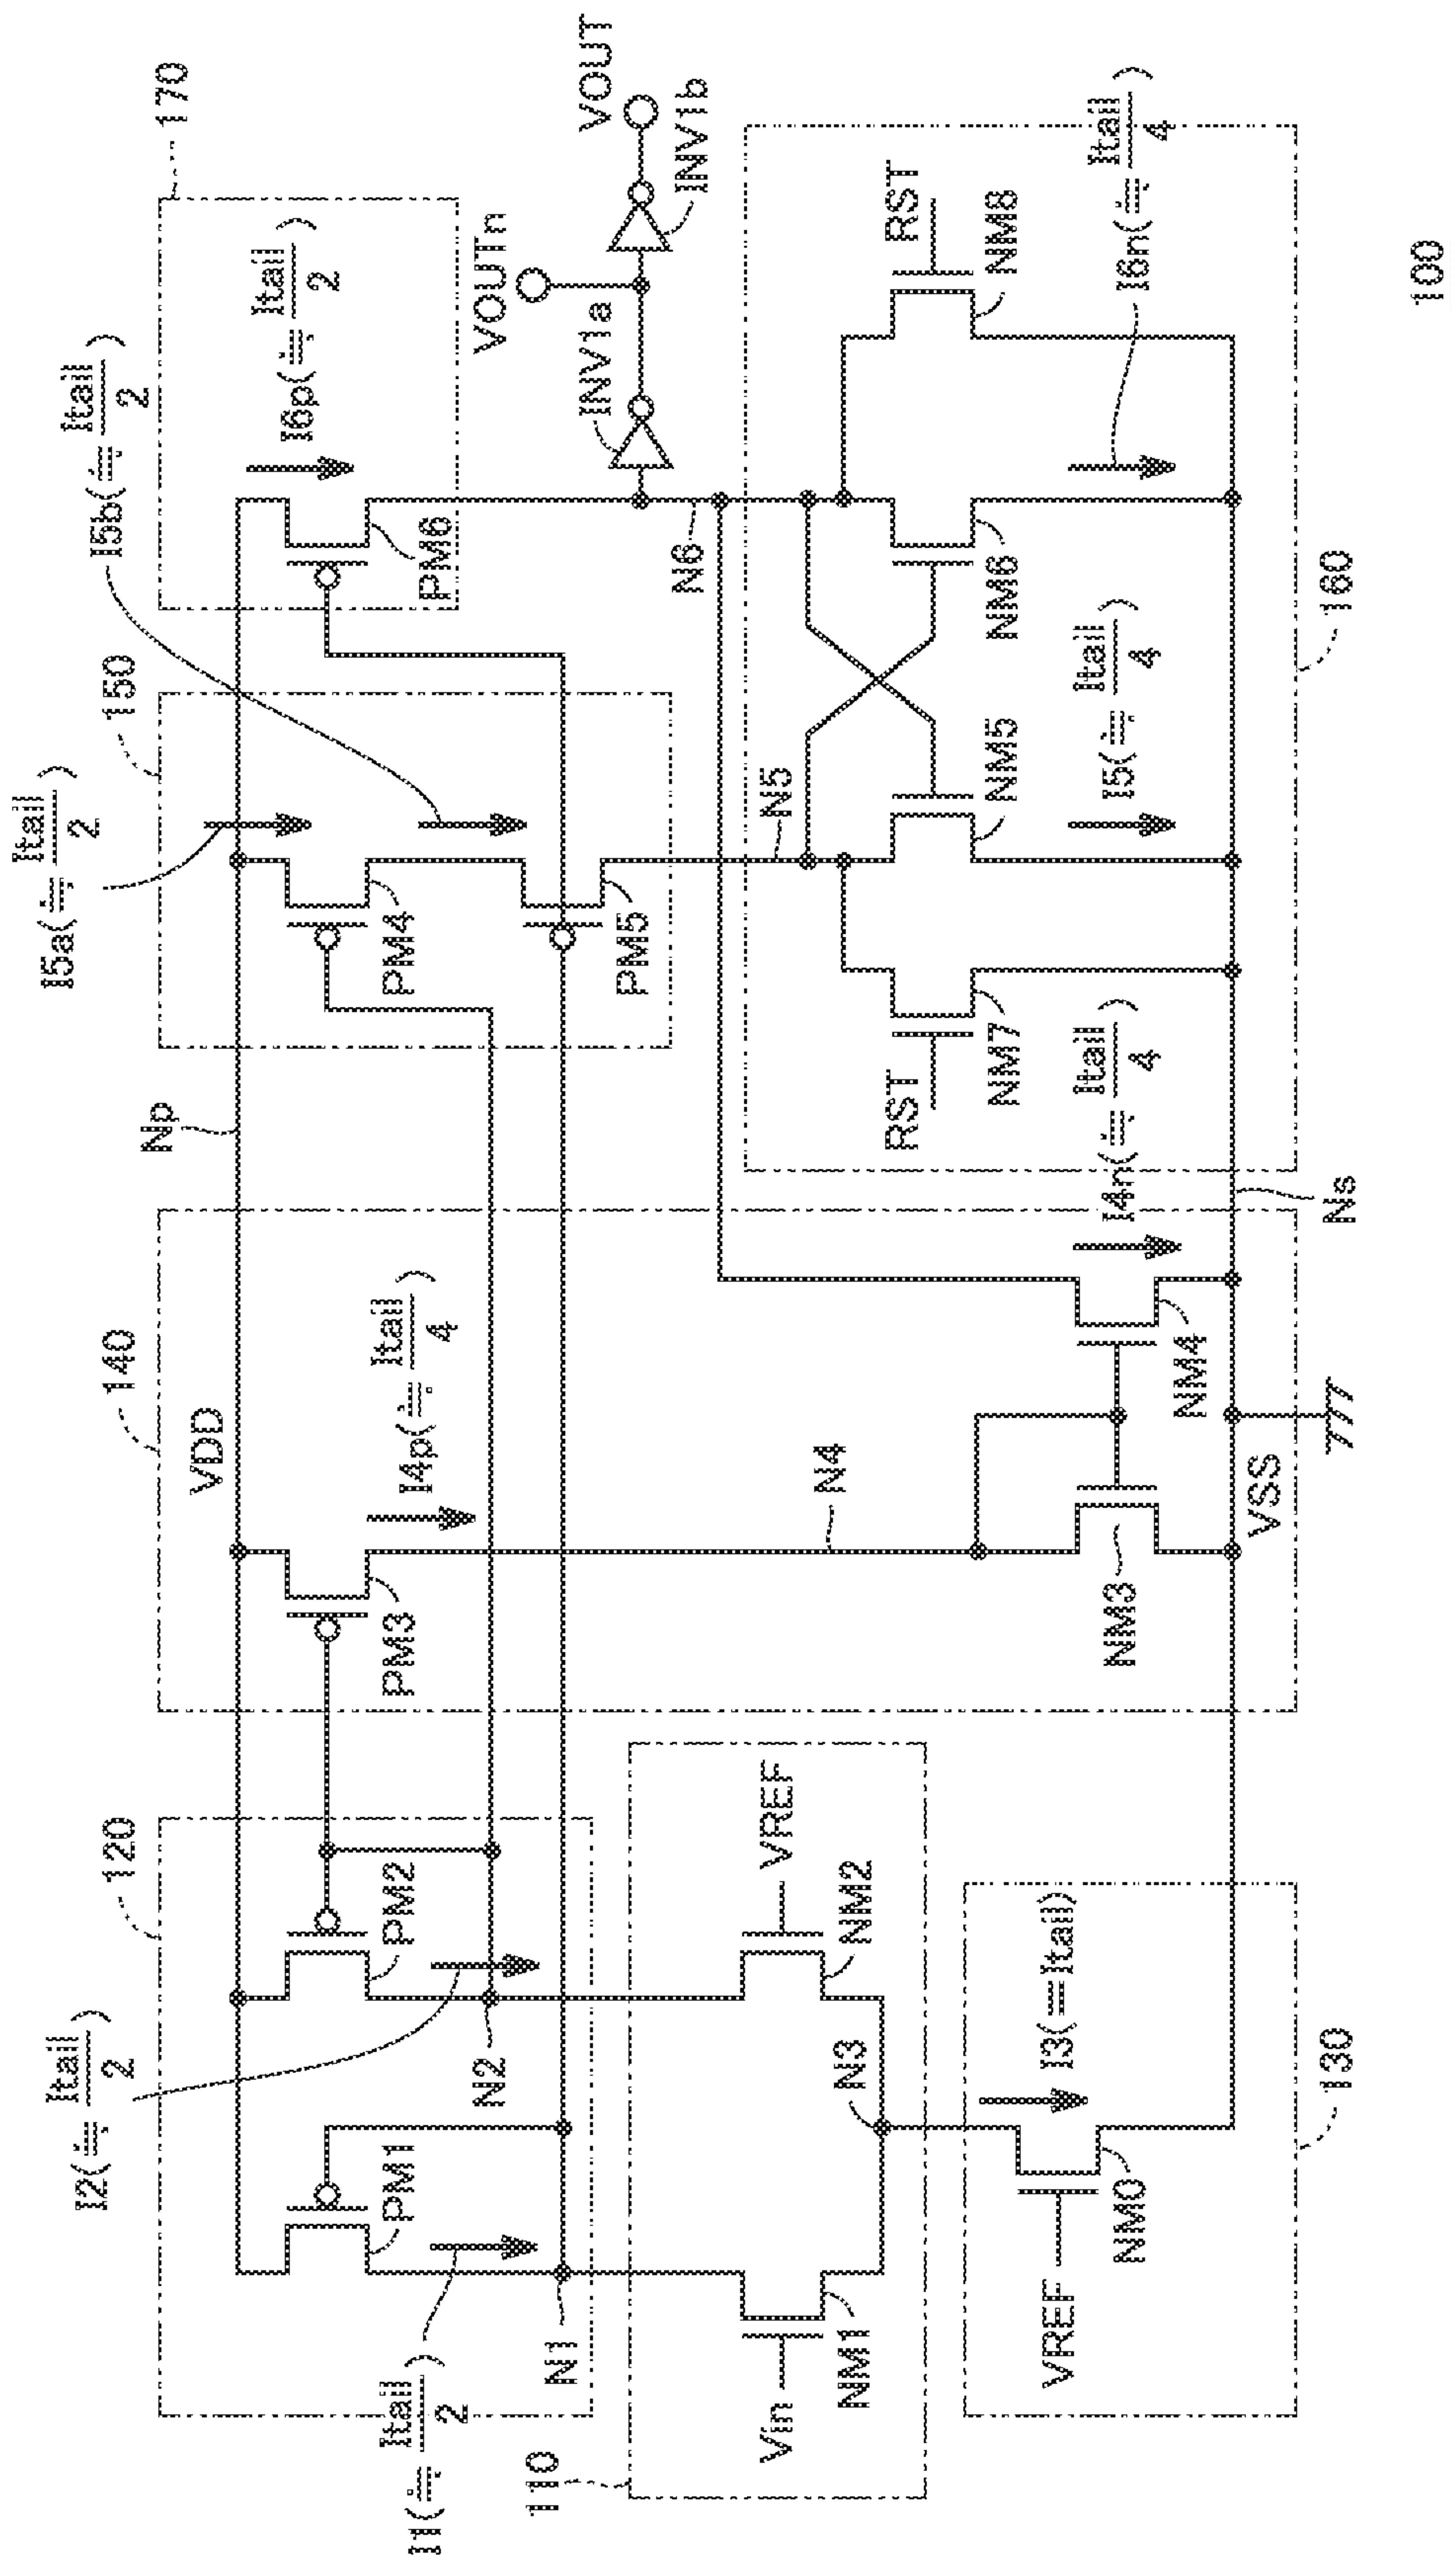 I5a(≒Itail/2)
I5b(≒Itail/2)
I2(≒Itail/2)
120
140
150
170
Np
VDD
I1(≒Itail/2)
PM1
PM2
PM3
I4p(≒Itail/4)
PM4
PM6
I6p(≒Itail/2)
N1
N2
PM5
VOUTn
VOUT
INV1a
INV1b
110
N6
Vin
NM1
VREF
NM2
N4
N5
N3
RST
NM7
NM5
NM6
RST
NM8
VREF
NM0
I3(=Itail)
NM3
NM4
I4n(≒Itail/4)
I5(≒Itail/4)
I6n(≒Itail/4)
130
VSS
Ns
160
100